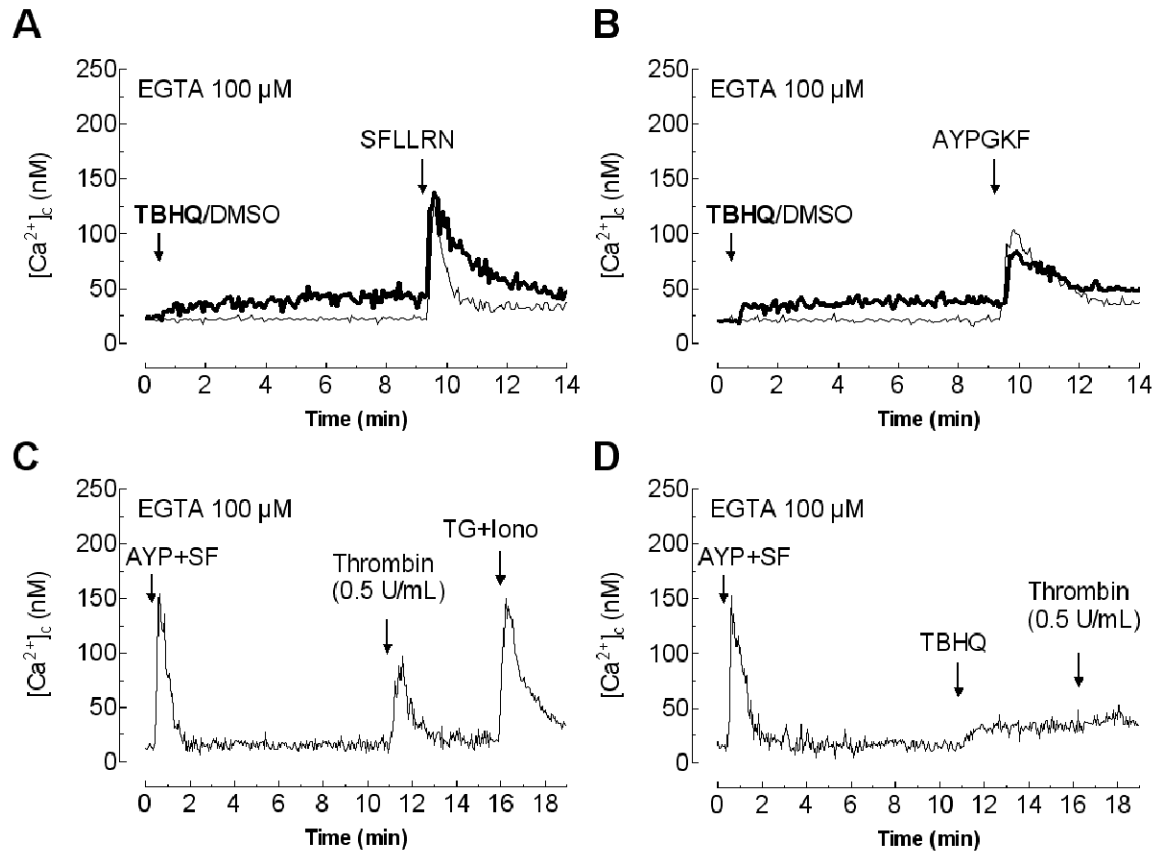 A
250
200
150
100
50
0
[Ca²⁺]c (nM)
EGTA 100 µM
SFLLRN
TBHQ/DMSO
0 2 4 6 8 10 12 14
Time (min)
B
250
200
150
100
50
0
[Ca²⁺]c (nM)
EGTA 100 µM
AYPGKF
TBHQ/DMSO
0 2 4 6 8 10 12 14
Time (min)
C
250
200
150
100
50
0
[Ca²⁺]c (nM)
EGTA 100 µM
AYP+SF
Thrombin
(0.5 U/mL)
TG+Iono
0 2 4 6 8 10 12 14 16 18
Time (min)
D
250
200
150
100
50
0
[Ca²⁺]c (nM)
EGTA 100 µM
AYP+SF
TBHQ
Thrombin
(0.5 U/mL)
0 2 4 6 8 10 12 14 16 18
Time (min)